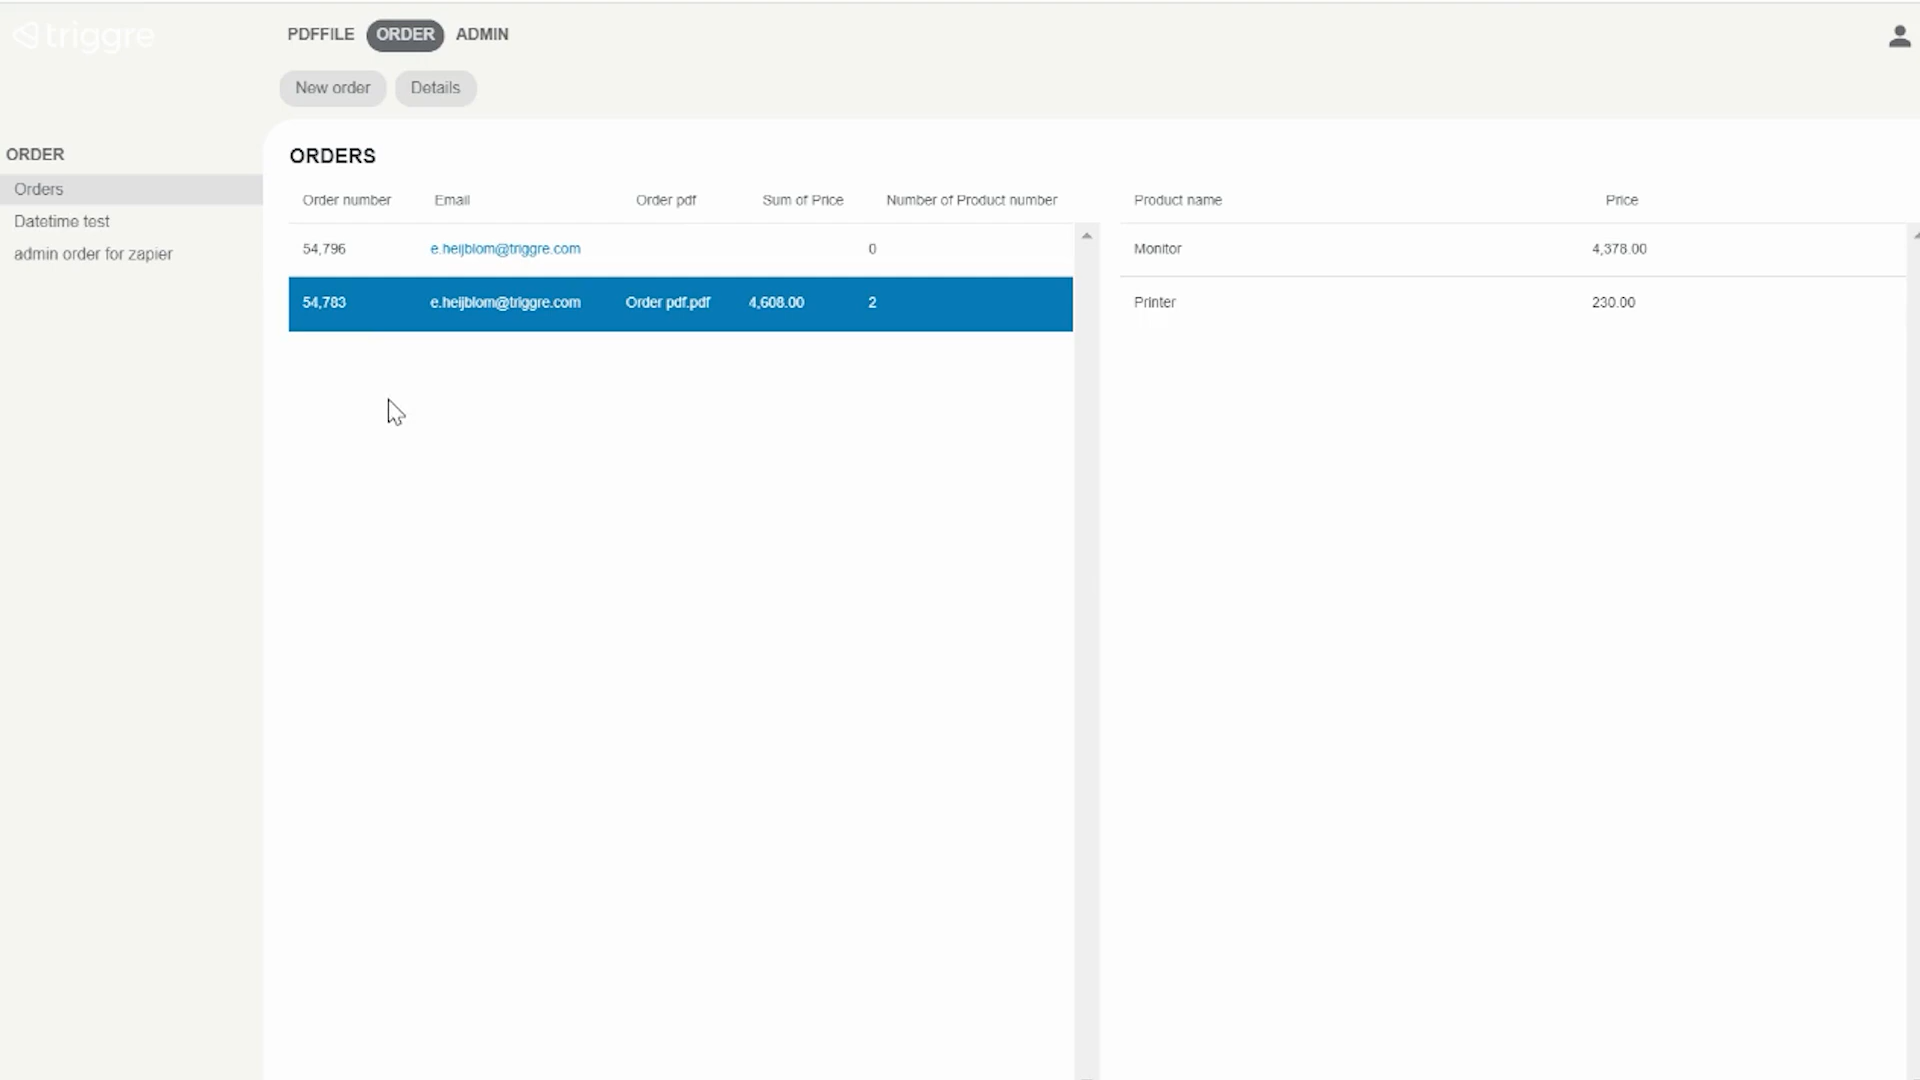 triggre
PDFFILE ORDER ADMIN
New order Details
ORDER
Orders
Datetime test
admin order for zapier
ORDERS
Order number Email Order pdf Sum of Price Number of Product number Product name Price
54,796 e.heijblom@triggre.com 0 Monitor 4,378.00
54,783 e.heijblom@triggre.com Order pdf.pdf 4,608.00 2 Printer 230.00